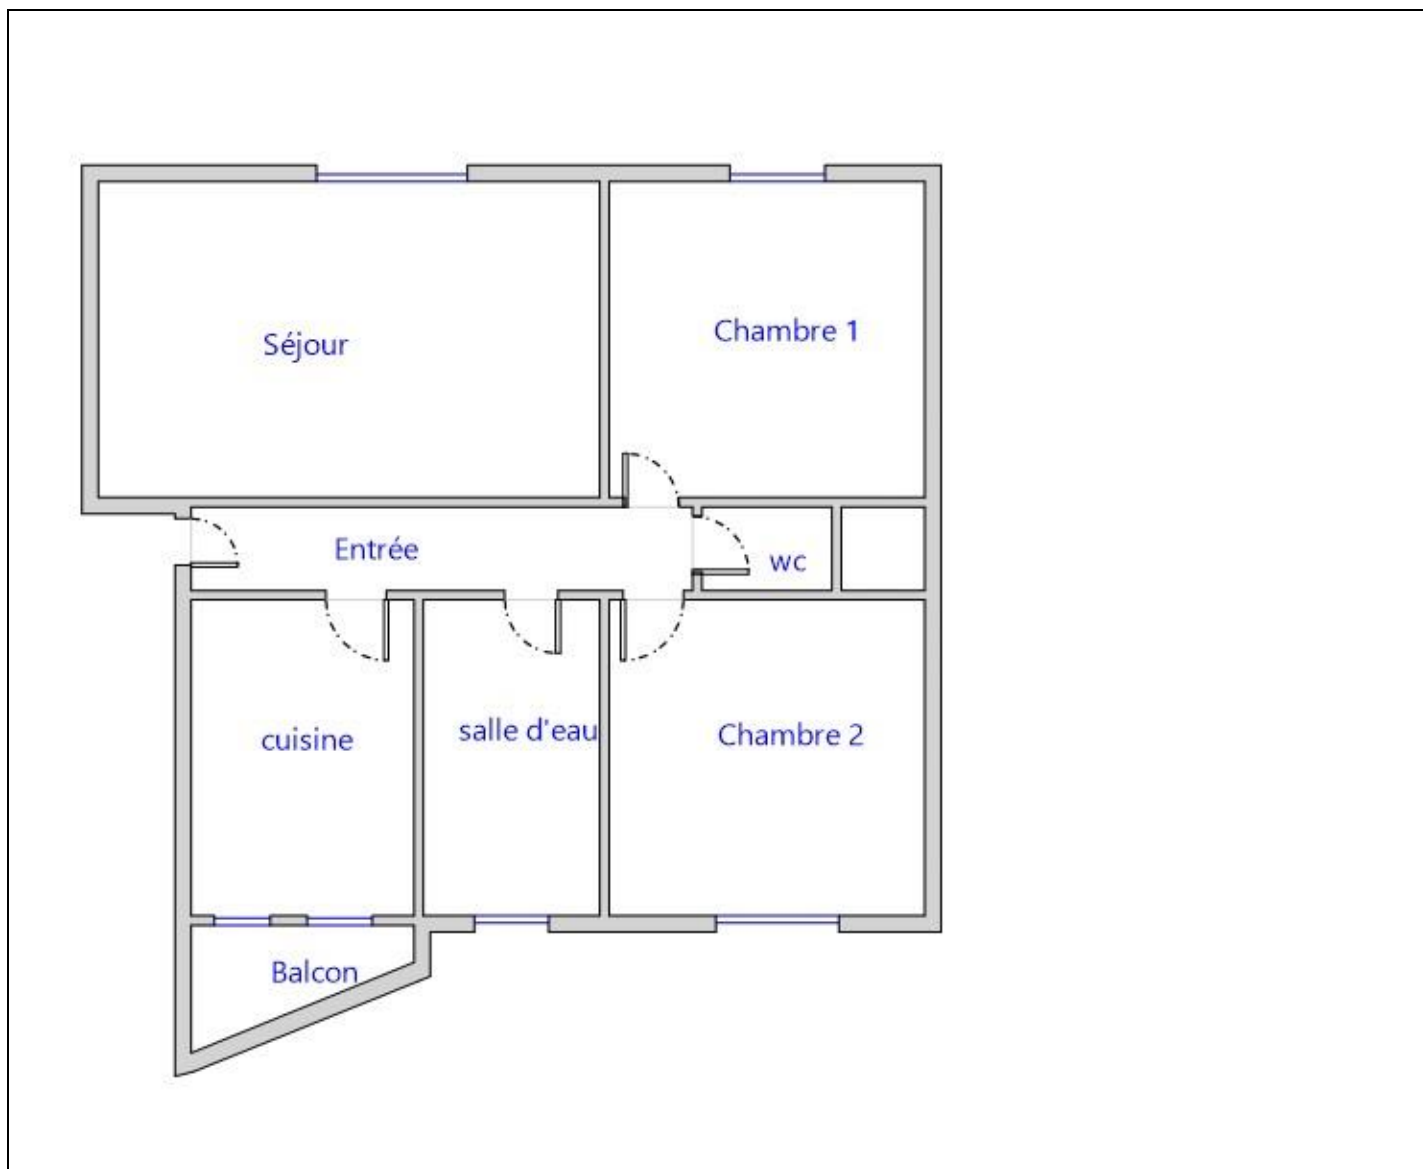 Séjour
Chambre 1
Entrée
wc
cuisine
salle d'eau
Chambre 2
Balcon